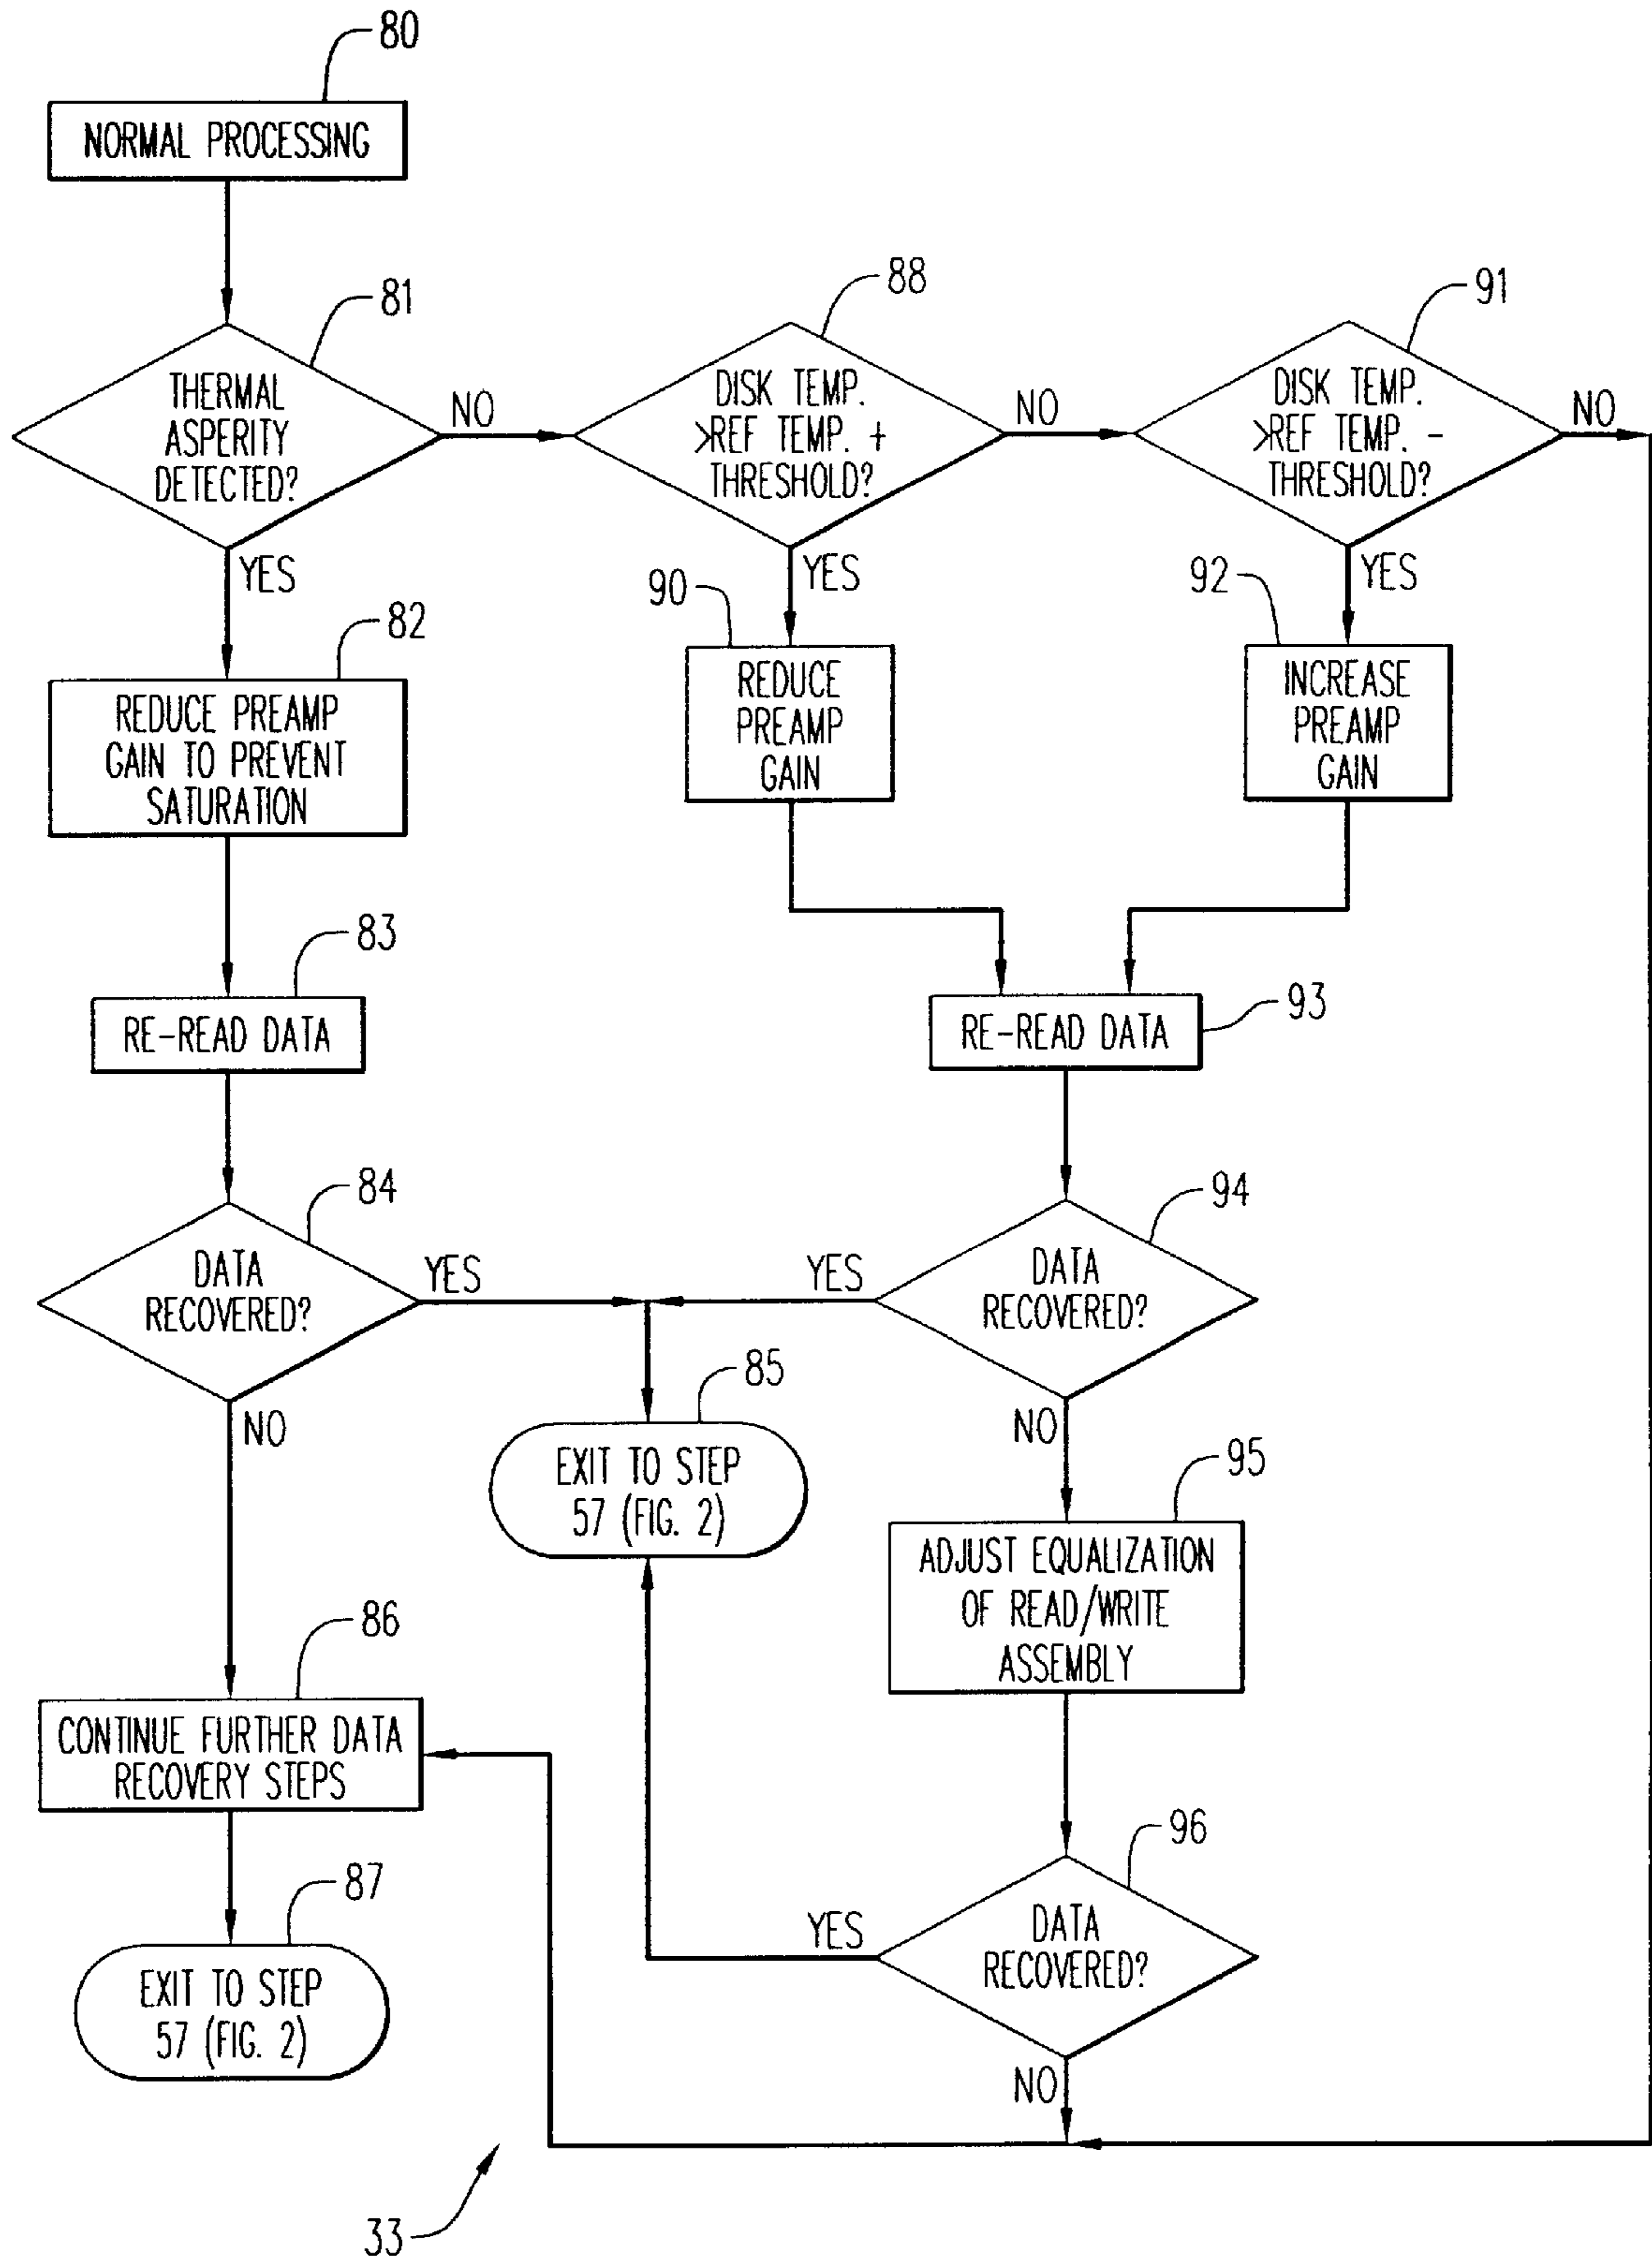 80
NORMAL PROCESSING
81
THERMAL
ASPERITY
DETECTED?
NO
YES
88
DISK TEMP.
>REF TEMP. +
THRESHOLD?
NO
YES
91
DISK TEMP.
>REF TEMP. -
THRESHOLD?
NO
YES
82
REDUCE PREAMP
GAIN TO PREVENT
SATURATION
90
REDUCE
PREAMP
GAIN
92
INCREASE
PREAMP
GAIN
83
RE-READ DATA
93
RE-READ DATA
84
DATA
RECOVERED?
YES
NO
94
DATA
RECOVERED?
YES
NO
85
EXIT TO STEP
57 (FIG. 2)
95
ADJUST EQUALIZATION
OF READ/WRITE
ASSEMBLY
86
CONTINUE FURTHER DATA
RECOVERY STEPS
96
DATA
RECOVERED?
YES
NO
87
EXIT TO STEP
57 (FIG. 2)
33